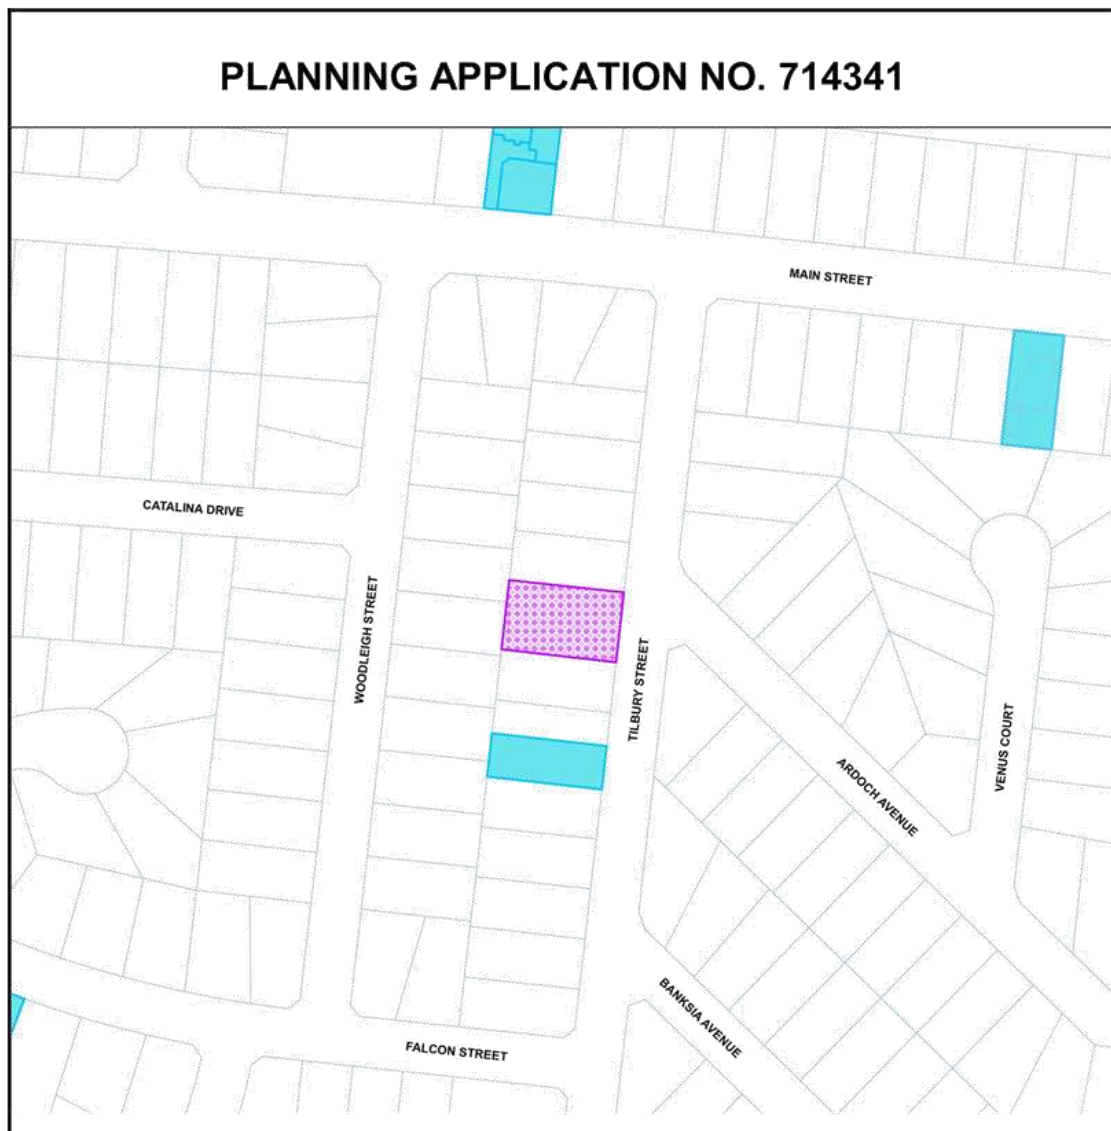 PLANNING APPLICATION NO. 714341
MAIN STREET
CATALINA DRIVE
WOODLEIGH STREET
TILBURY STREET
VENUS COURT
ARDOCH AVENUE
BANKSIA AVENUE
FALCON STREET